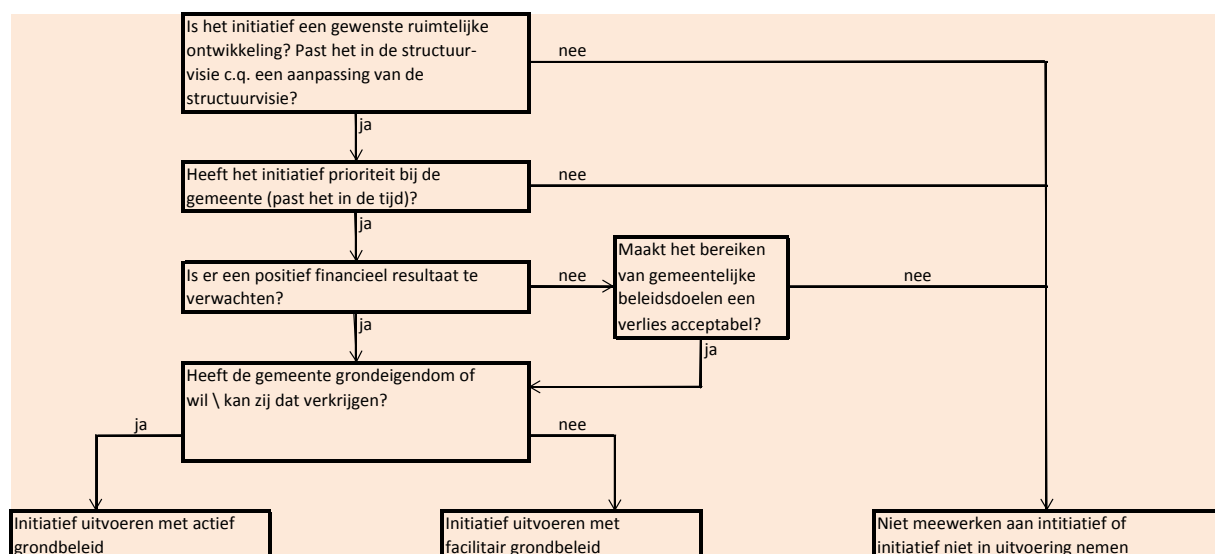 Is het initiatief een gewenste ruimtelijke
ontwikkeling? Past het in de structuur-
visie c.q. een aanpassing van de
structuurvisie?
nee
ja
Heeft het initiatief prioriteit bij de
gemeente (past het in de tijd)?
nee
ja
Is er een positief financieel resultaat te
verwachten?
nee
Maakt het bereiken
van gemeentelijke
beleidsdoelen een
verlies acceptabel?
nee
ja
ja
Heeft de gemeente grondeigendom of
wil \ kan zij dat verkrijgen?
ja
nee
Initiatief uitvoeren met actief
grondbeleid
Initiatief uitvoeren met
facilitair grondbeleid
Niet meewerken aan intitiatief of
initiatief niet in uitvoering nemen